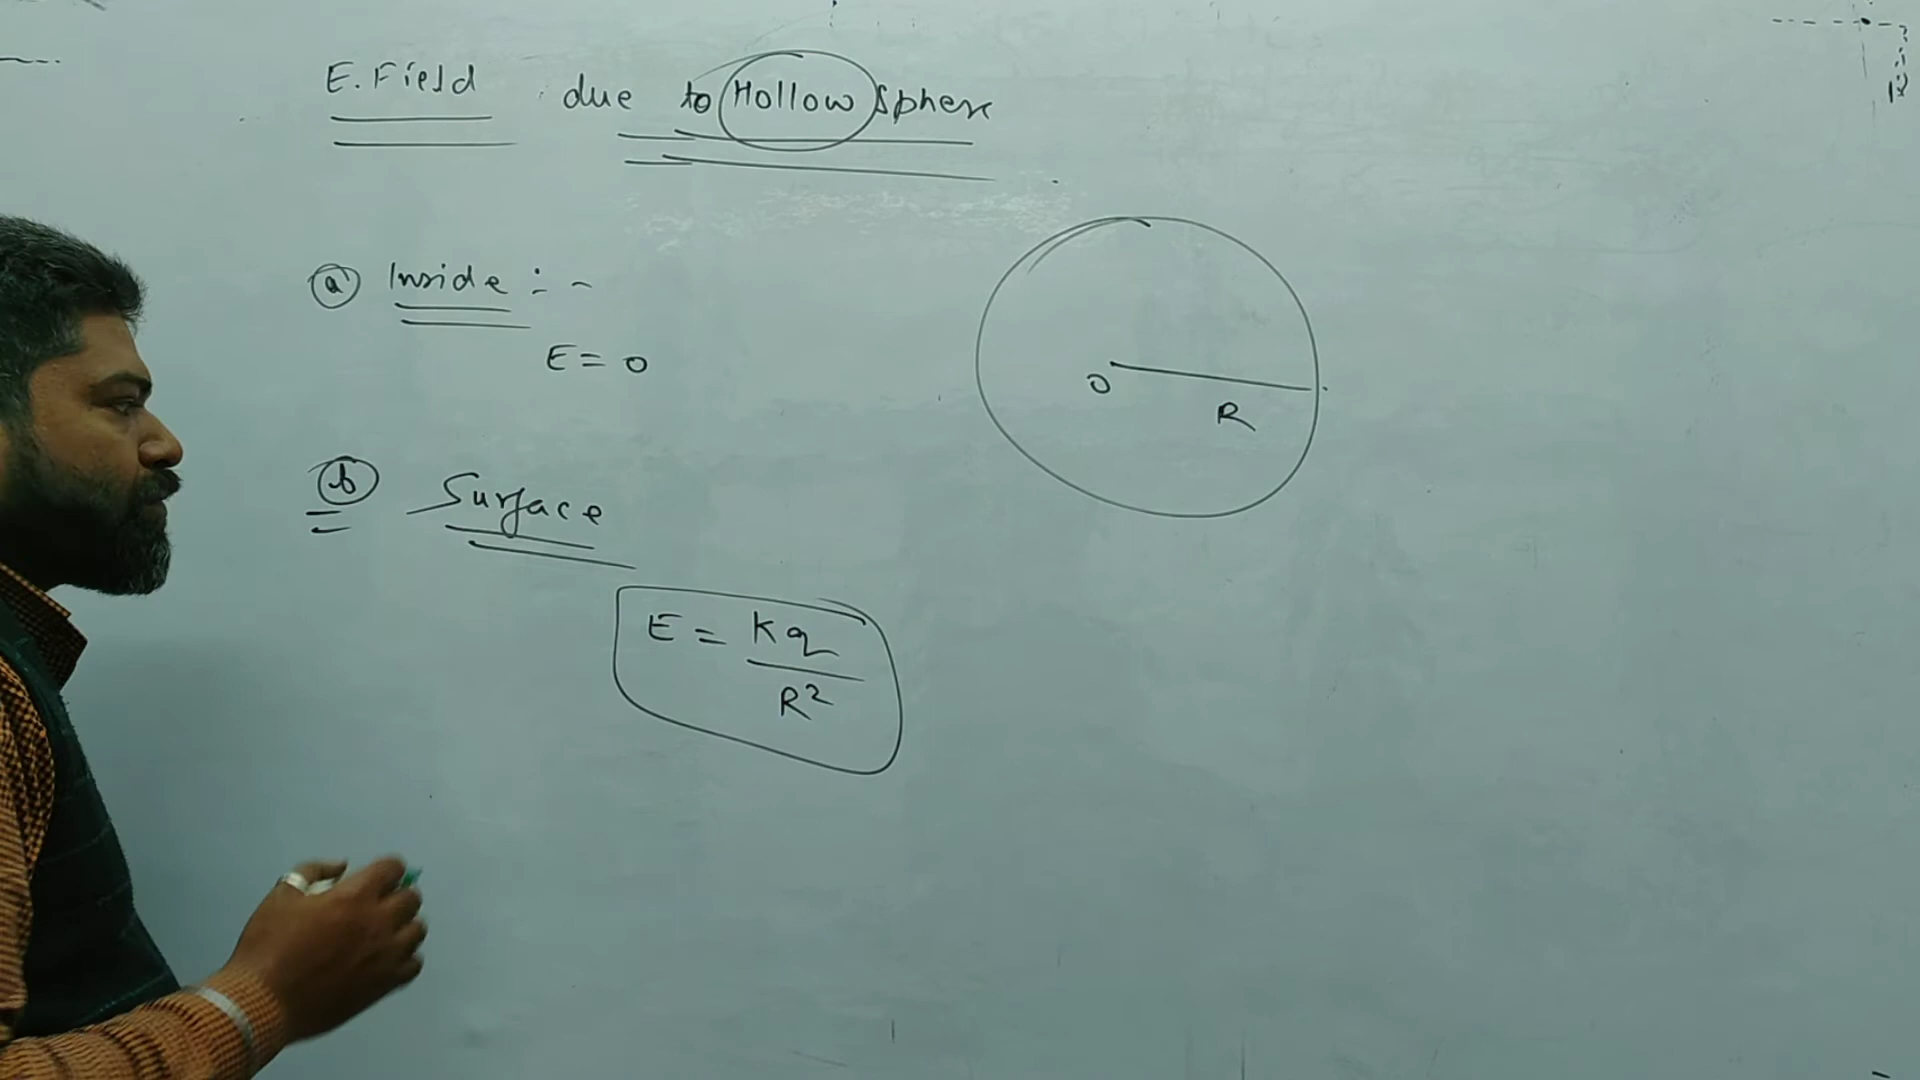 E. Field due to Hollow Sphere
(a) Inside :-
E = 0
O
R
(b) Surface
E = Kq
R²